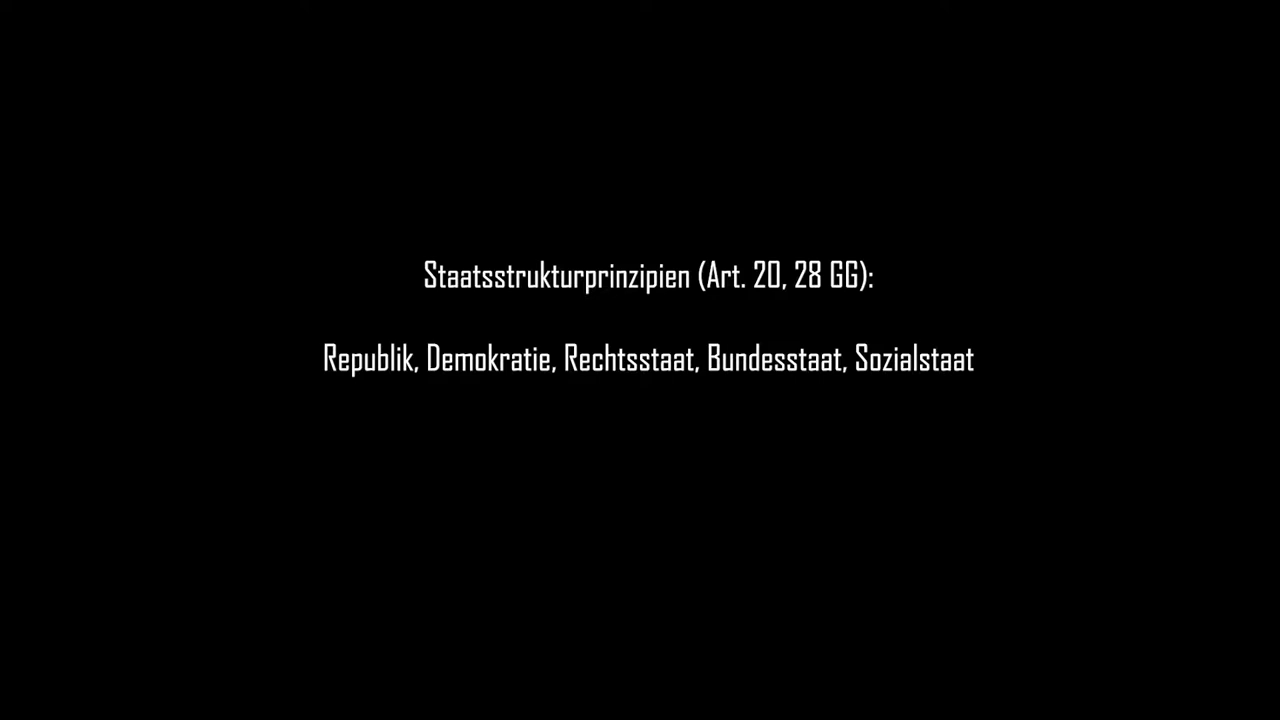 Staatsstrukturprinzipien (Art. 20, 28 GG):
Republik, Demokratie, Rechtsstaat, Bundesstaat, Sozialstaat